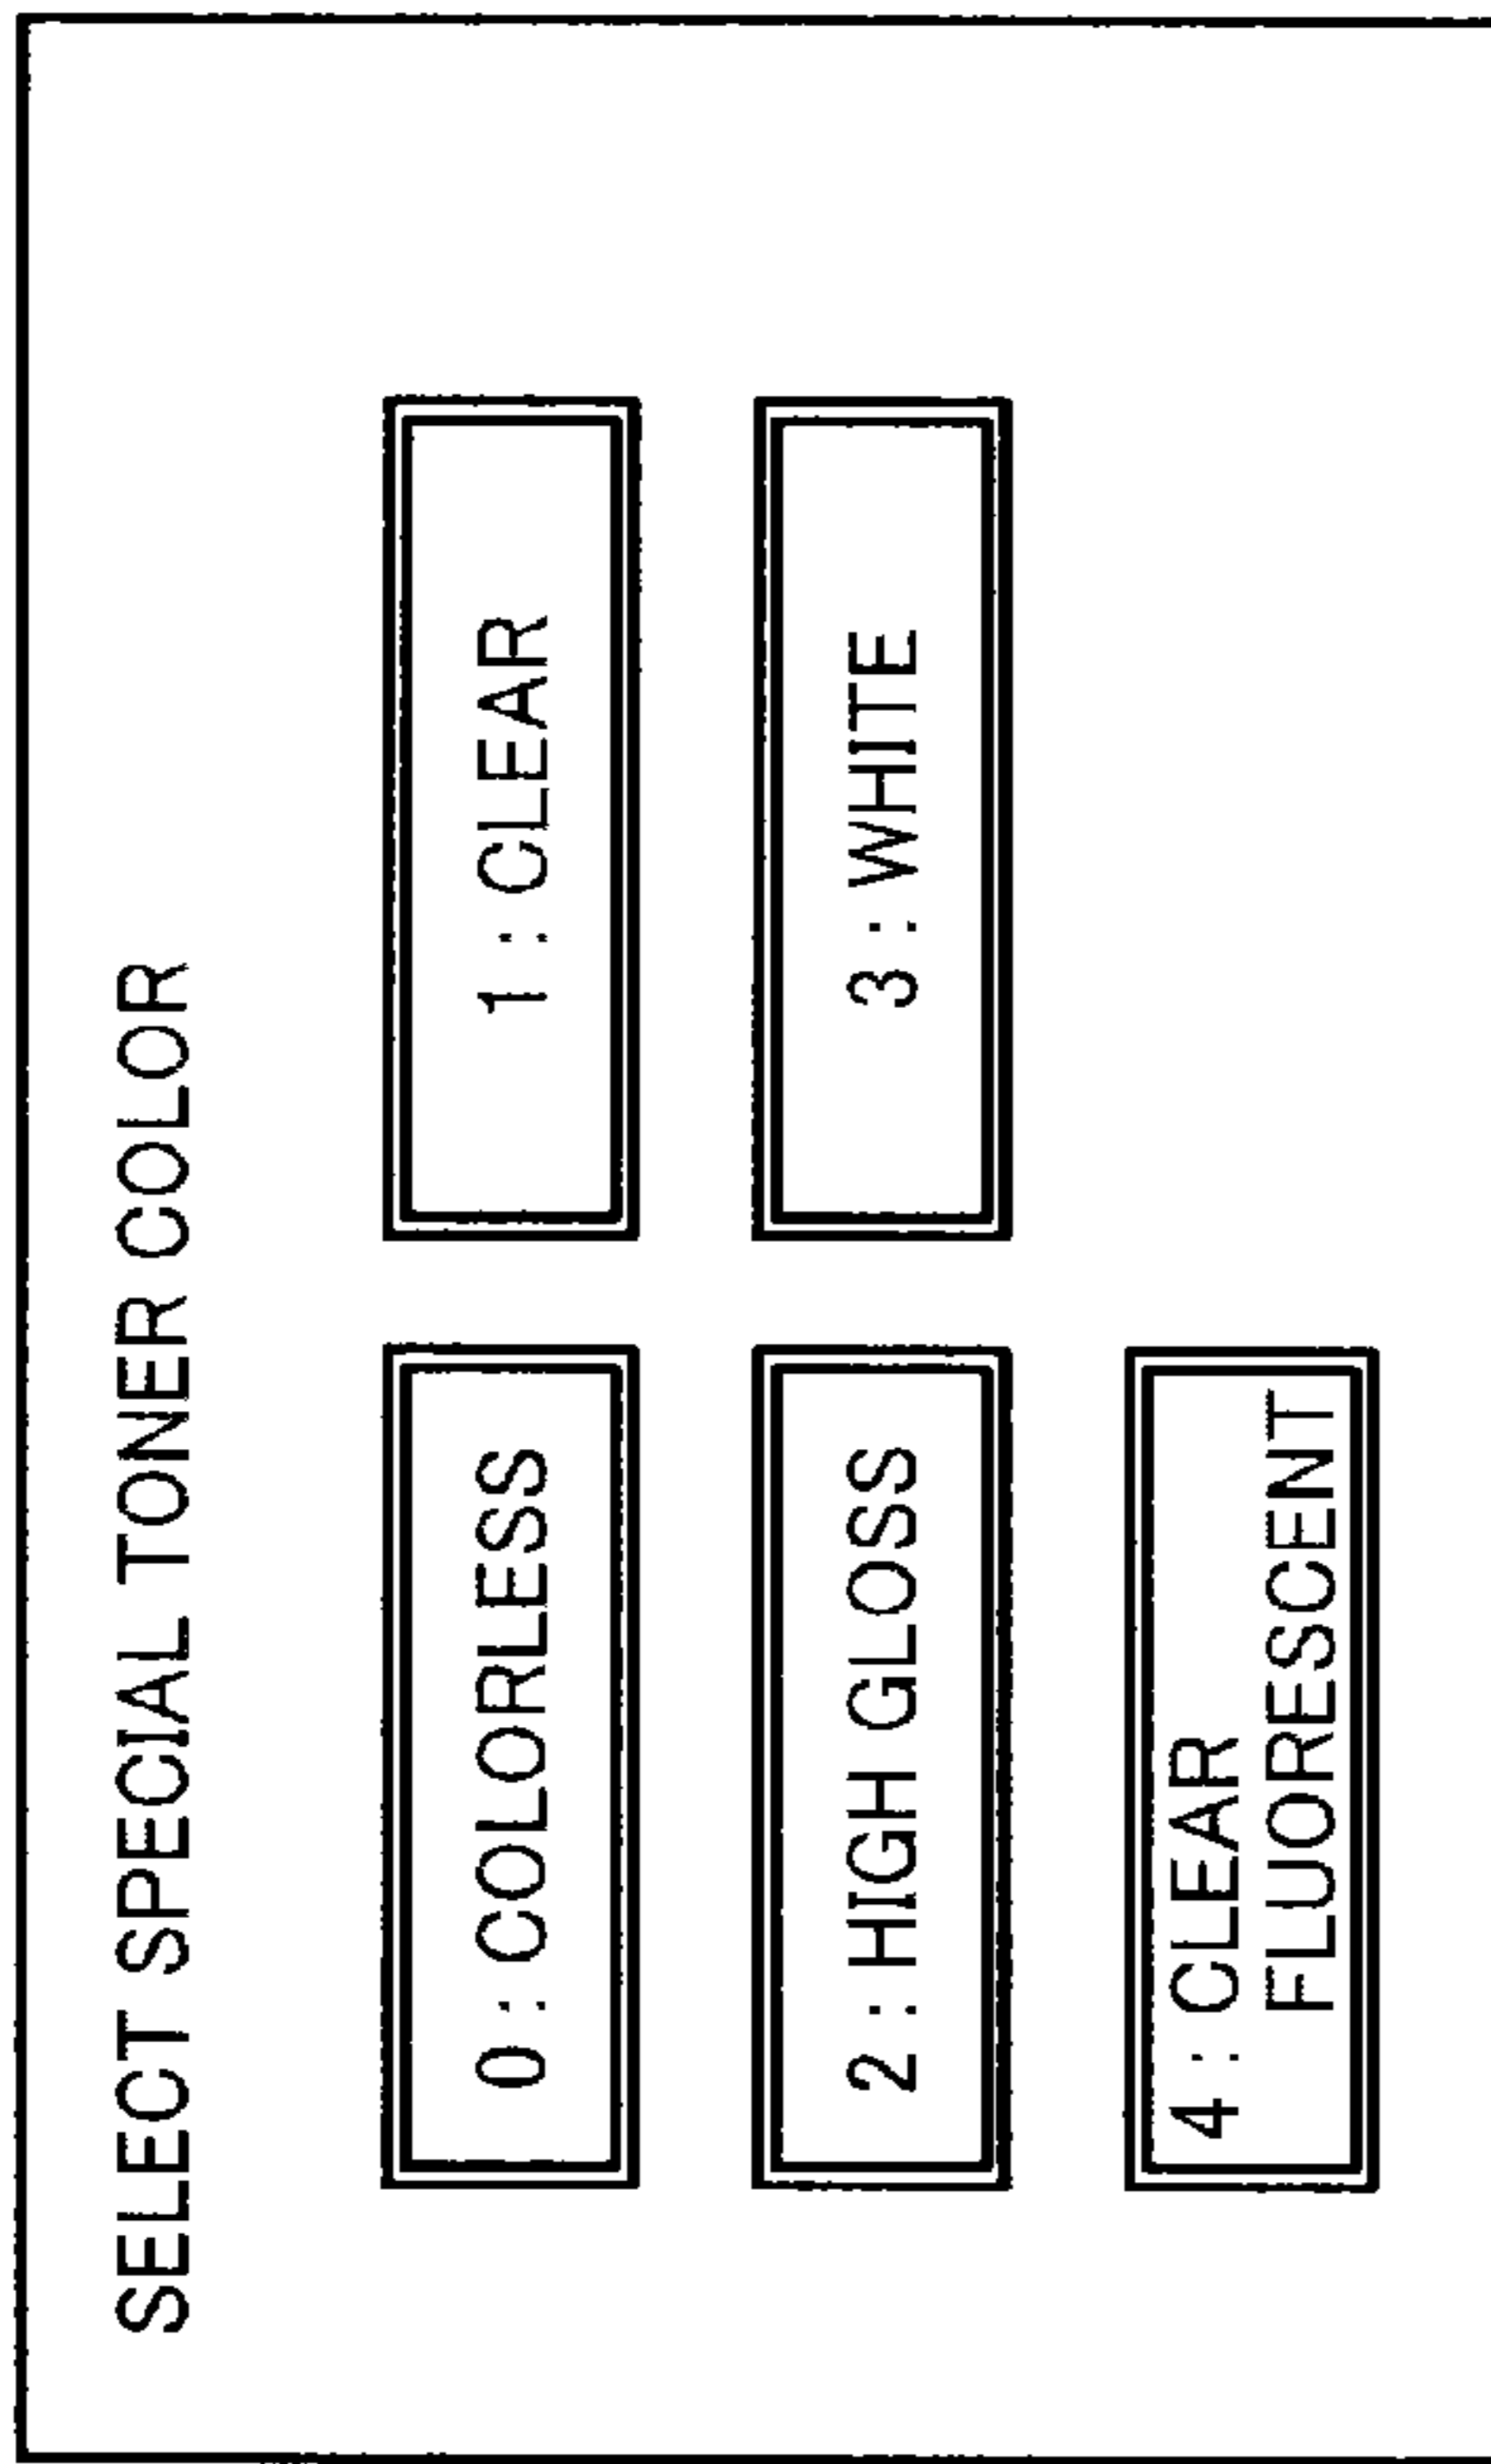 SELECT SPECIAL TONER COLOR
0 : COLORLESS
1 : CLEAR
2 : HIGH GLOSS
3 : WHITE
4 : CLEAR
FLUORESCENT